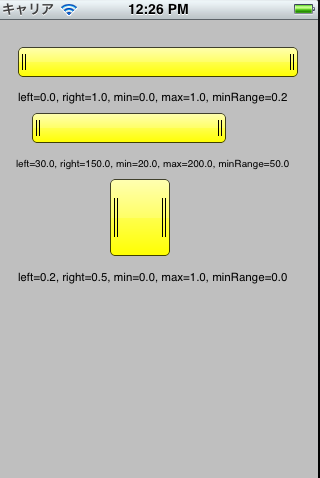 キャリア 12:26 PM
left=0.0, right=1.0, min=0.0, max=1.0, minRange=0.2
left=30.0, right=150.0, min=20.0, max=200.0, minRange=50.0
left=0.2, right=0.5, min=0.0, max=1.0, minRange=0.0